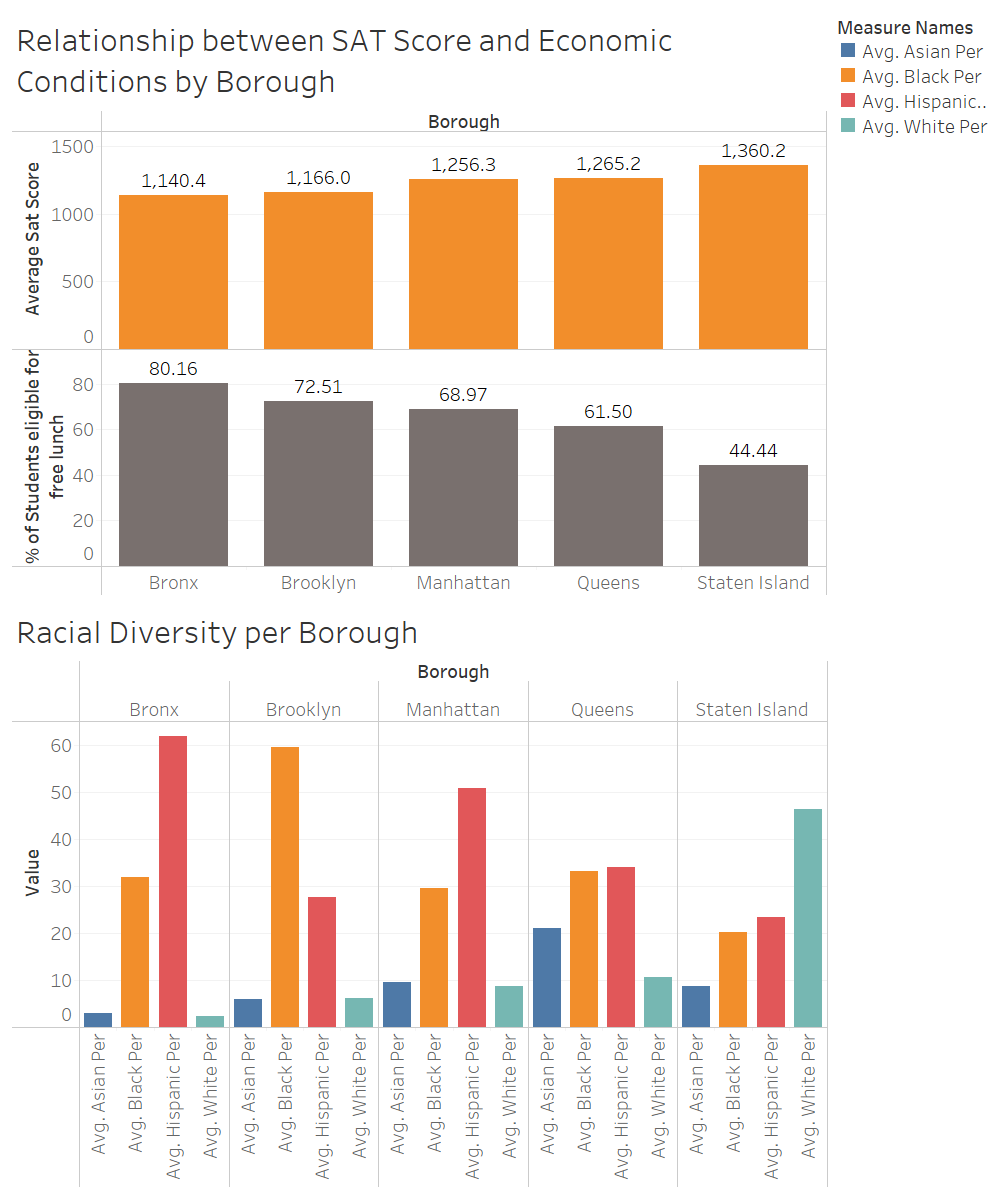 Relationship between SAT Score and Economic
Conditions by Borough
Measure Names
Avg. Asian Per
Avg. Black Per
Avg. Hispanic..
Avg. White Per
Borough
Average Sat Score
1500
1000
500
0
1,140.4
1,166.0
1,256.3
1,265.2
1,360.2
% of Students eligible for
free lunch
80
60
40
20
0
80.16
72.51
68.97
61.50
44.44
Bronx
Brooklyn
Manhattan
Queens
Staten Island
Racial Diversity per Borough
Borough
Bronx
Brooklyn
Manhattan
Queens
Staten Island
Value
60
50
40
30
20
10
0
Avg. Asian Per
Avg. Black Per
Avg. Hispanic Per
Avg. White Per
Avg. Asian Per
Avg. Black Per
Avg. Hispanic Per
Avg. White Per
Avg. Asian Per
Avg. Black Per
Avg. Hispanic Per
Avg. White Per
Avg. Asian Per
Avg. Black Per
Avg. Hispanic Per
Avg. White Per
Avg. Asian Per
Avg. Black Per
Avg. Hispanic Per
Avg. White Per